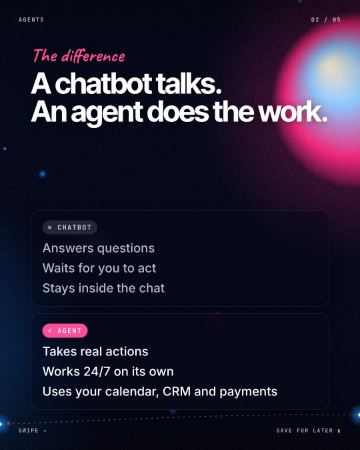 AGENTS
02 / 05
The difference
A chatbot talks.
An agent does the work.
× CHATBOT
Answers questions
Waits for you to act
Stays inside the chat
✓ AGENT
Takes real actions
Works 24/7 on its own
Uses your calendar, CRM and payments
SWIPE →
SAVE FOR LATER